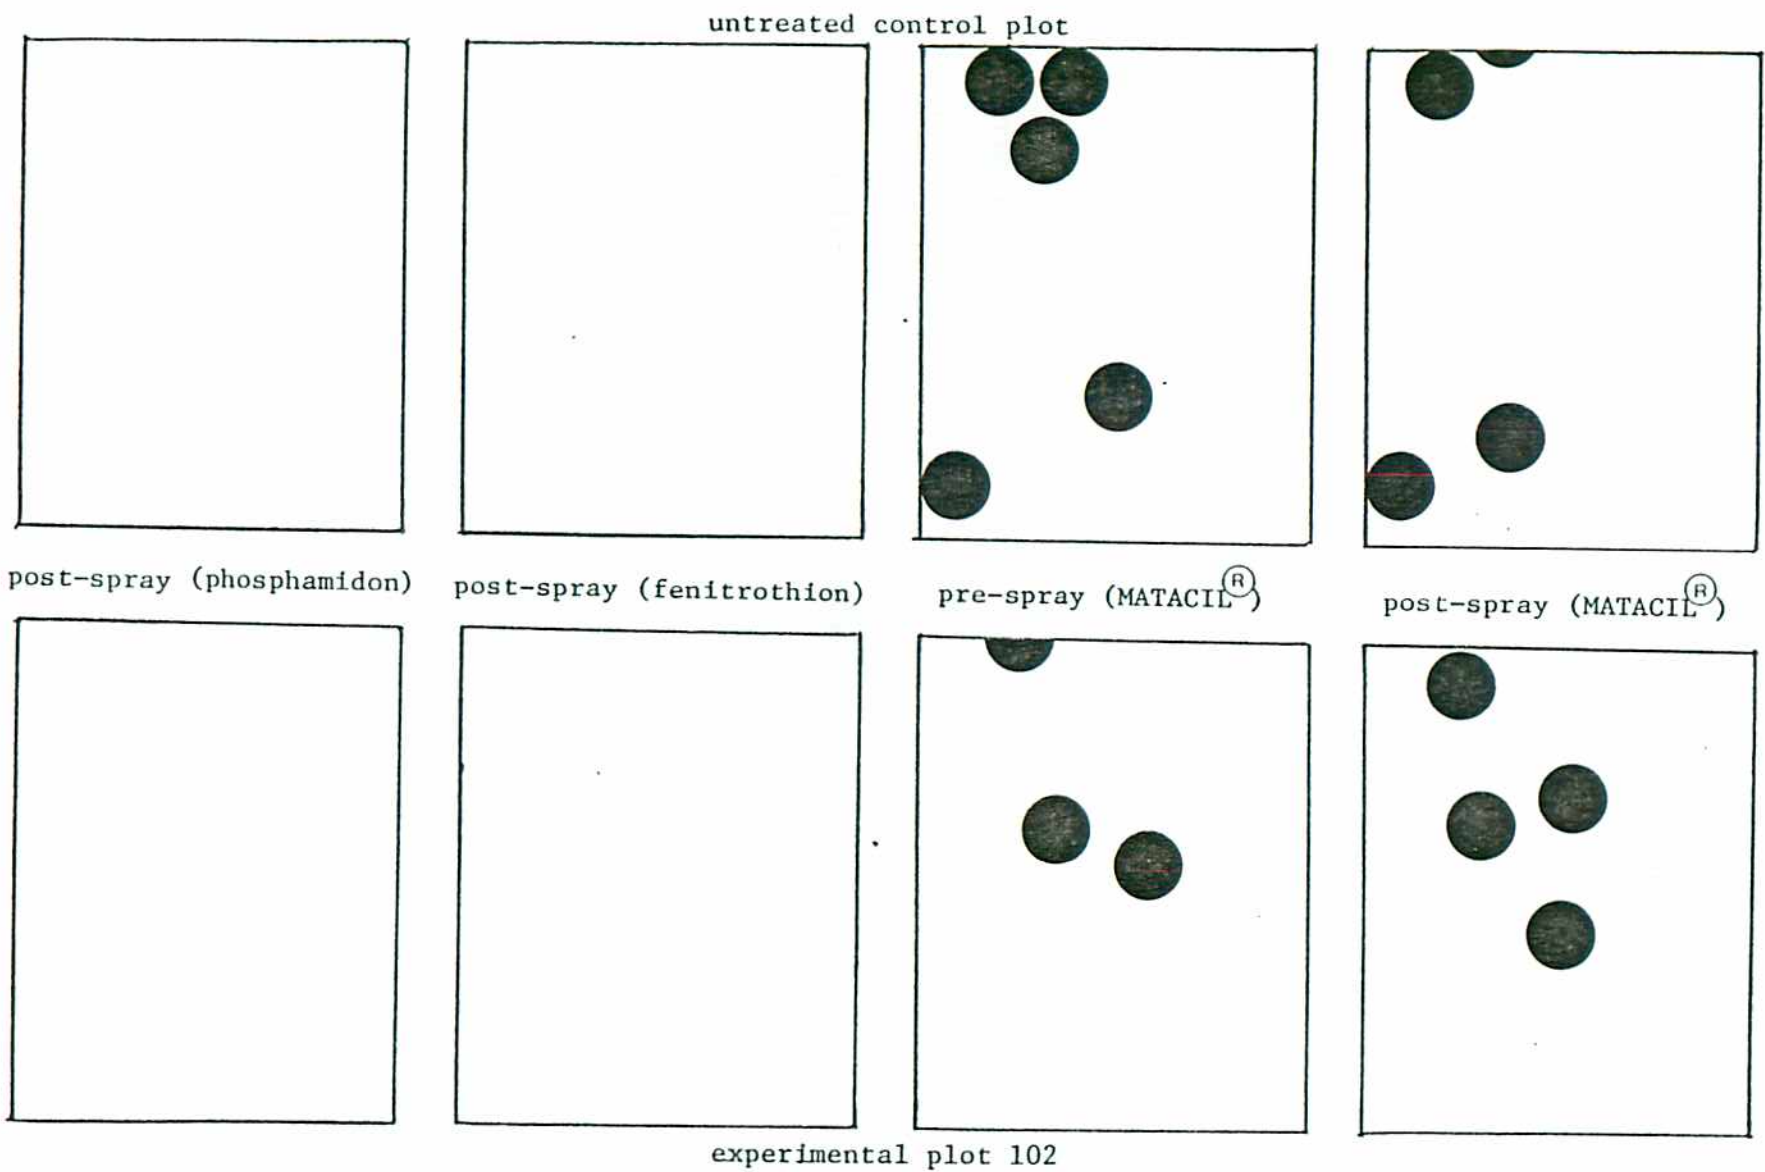 untreated control plot
post-spray (phosphamidon)
post-spray (fenitrothion)
pre-spray (MATACIL®)
post-spray (MATACIL®)
experimental plot 102